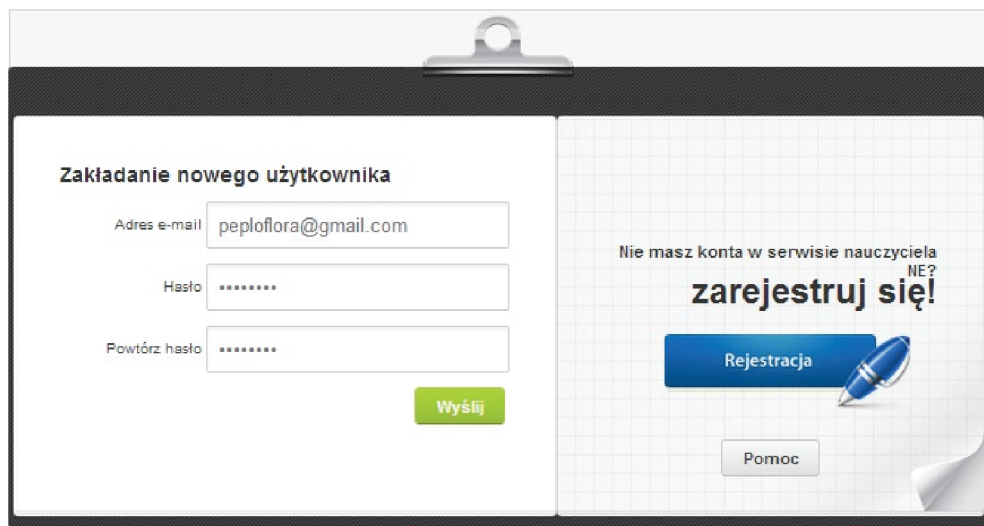 Zakładanie nowego użytkownika
Adres e-mail peploflora@gmail.com
Hasło ••••••••
Powtórz hasło ••••••••
Wyślij
Nie masz konta w serwisie nauczyciela
NE?
zarejestruj się!
Rejestracja
Pomoc